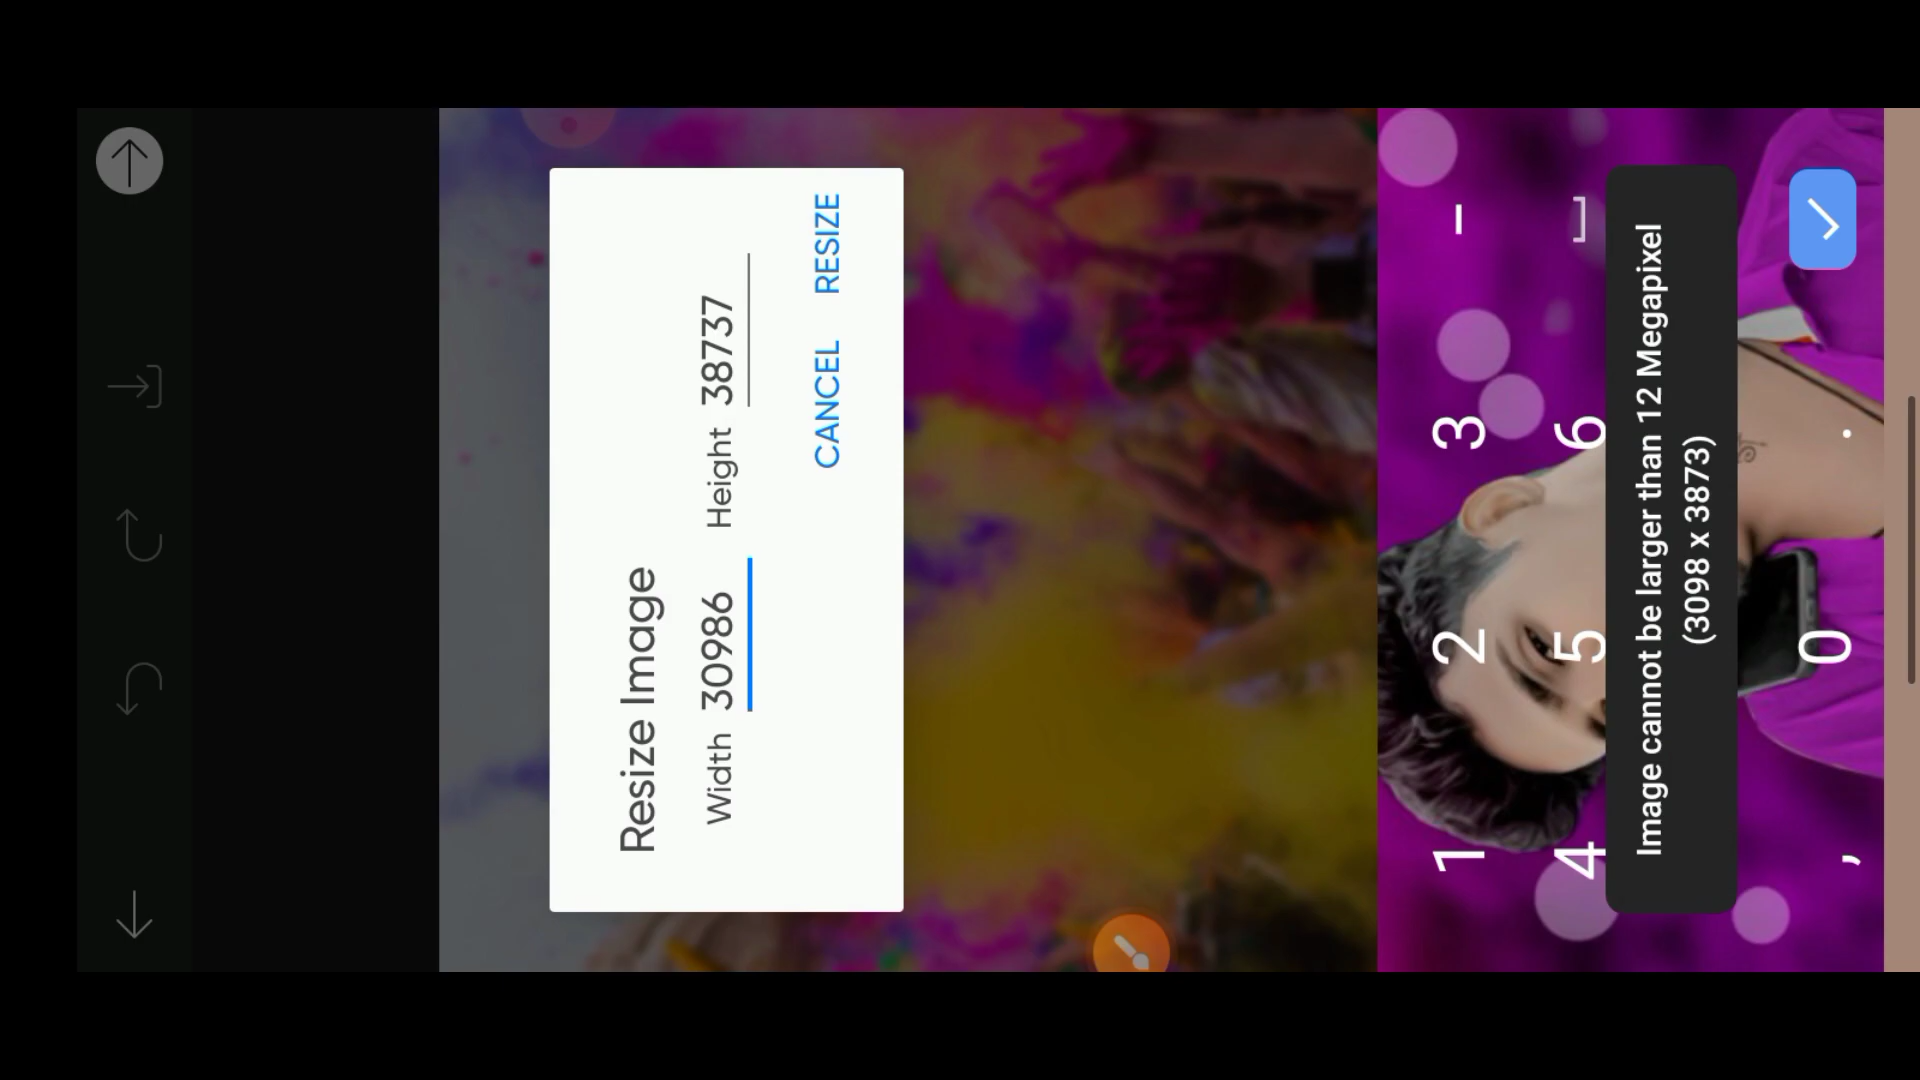 Resize Image
Width 30986 Height 38737
CANCEL RESIZE
1 2 3 -
4 5 6
Image cannot be larger than 12 Megapixel
(3098 x 3873)
, 0 .